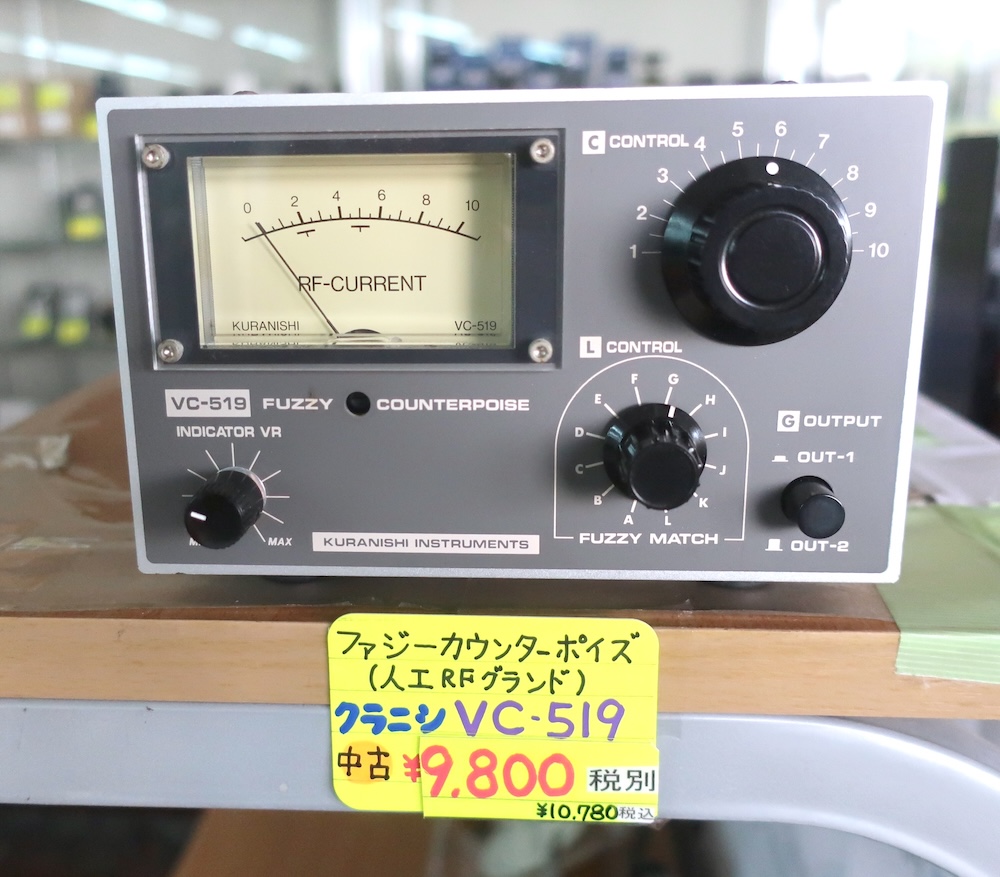 C CONTROL
1 2 3 4 5 6 7 8 9 10
0 2 4 6 8 10
RF-CURRENT
KURANISHI VC-519
L CONTROL
A B C D E F G H I J K L
FUZZY MATCH
VC-519 FUZZY COUNTERPOISE
INDICATOR VR
MAX
KURANISHI INSTRUMENTS
G OUTPUT
OUT-1
OUT-2
ファジーカウンターポイズ
(人工RFグランド)
クラニシ VC-519
中古 ¥9,800 税別
¥10,780税込